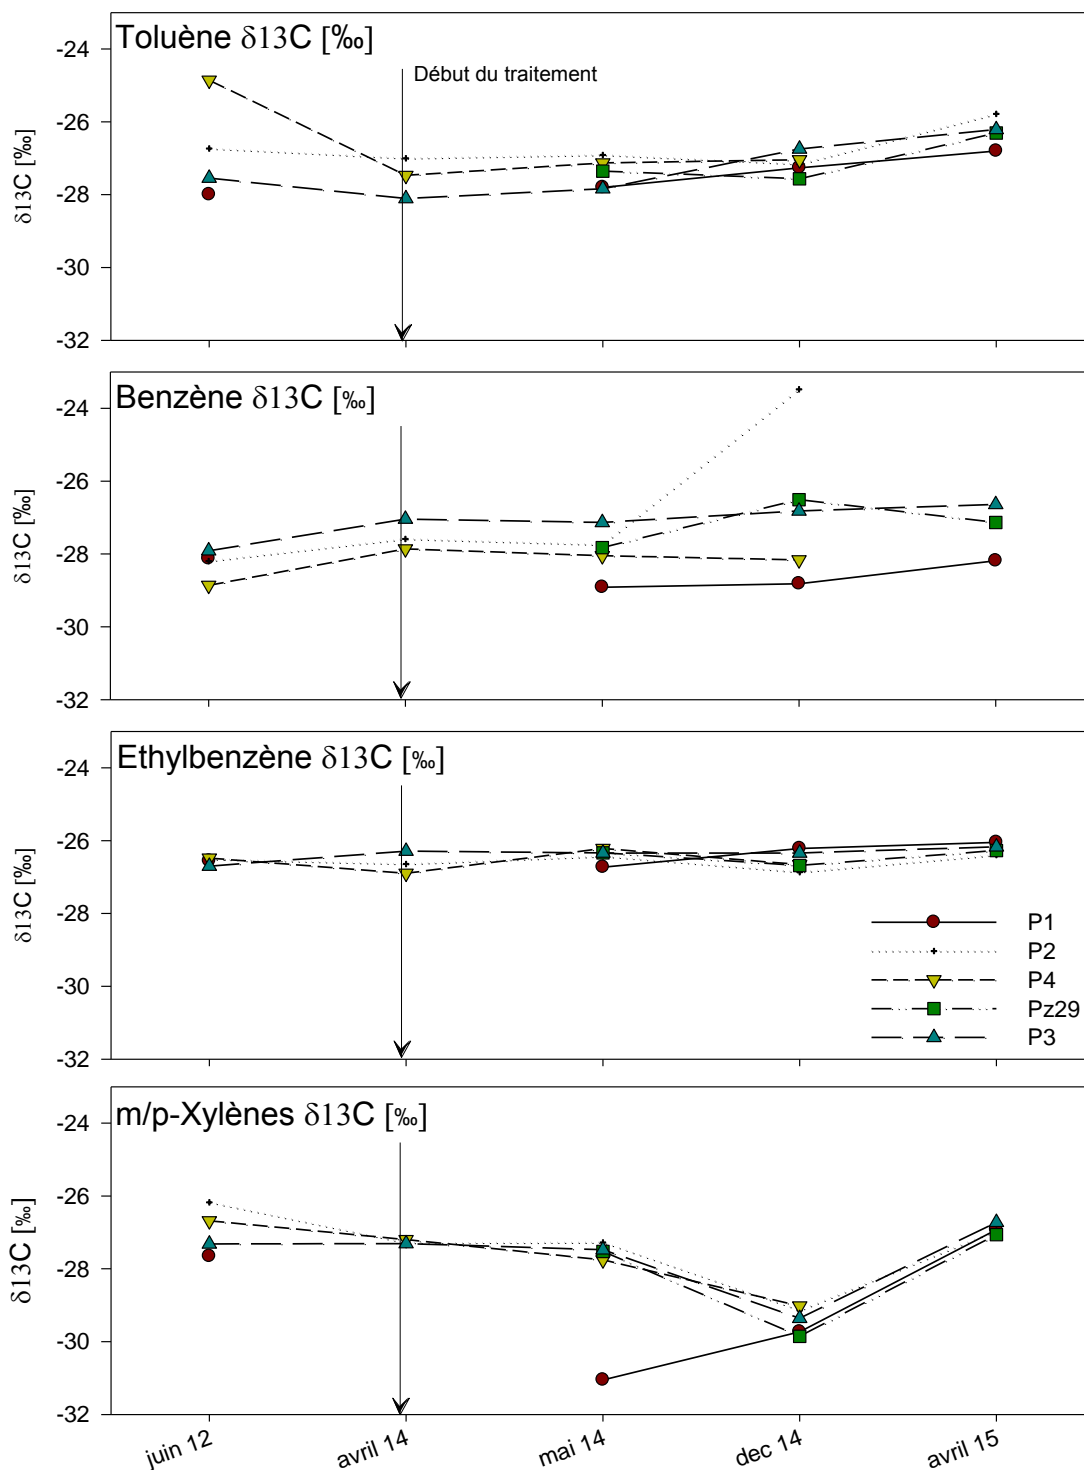 Toluène δ13C [‰]
Début du traitement
δ13C [‰]
-24
-26
-28
-30
-32
Benzène δ13C [‰]
δ13C [‰]
-24
-26
-28
-30
-32
Ethylbenzène δ13C [‰]
δ13C [‰]
-24
-26
-28
-30
-32
P1
P2
P4
Pz29
P3
m/p-Xylènes δ13C [‰]
δ13C [‰]
-24
-26
-28
-30
-32
juin 12
avril 14
mai 14
dec 14
avril 15